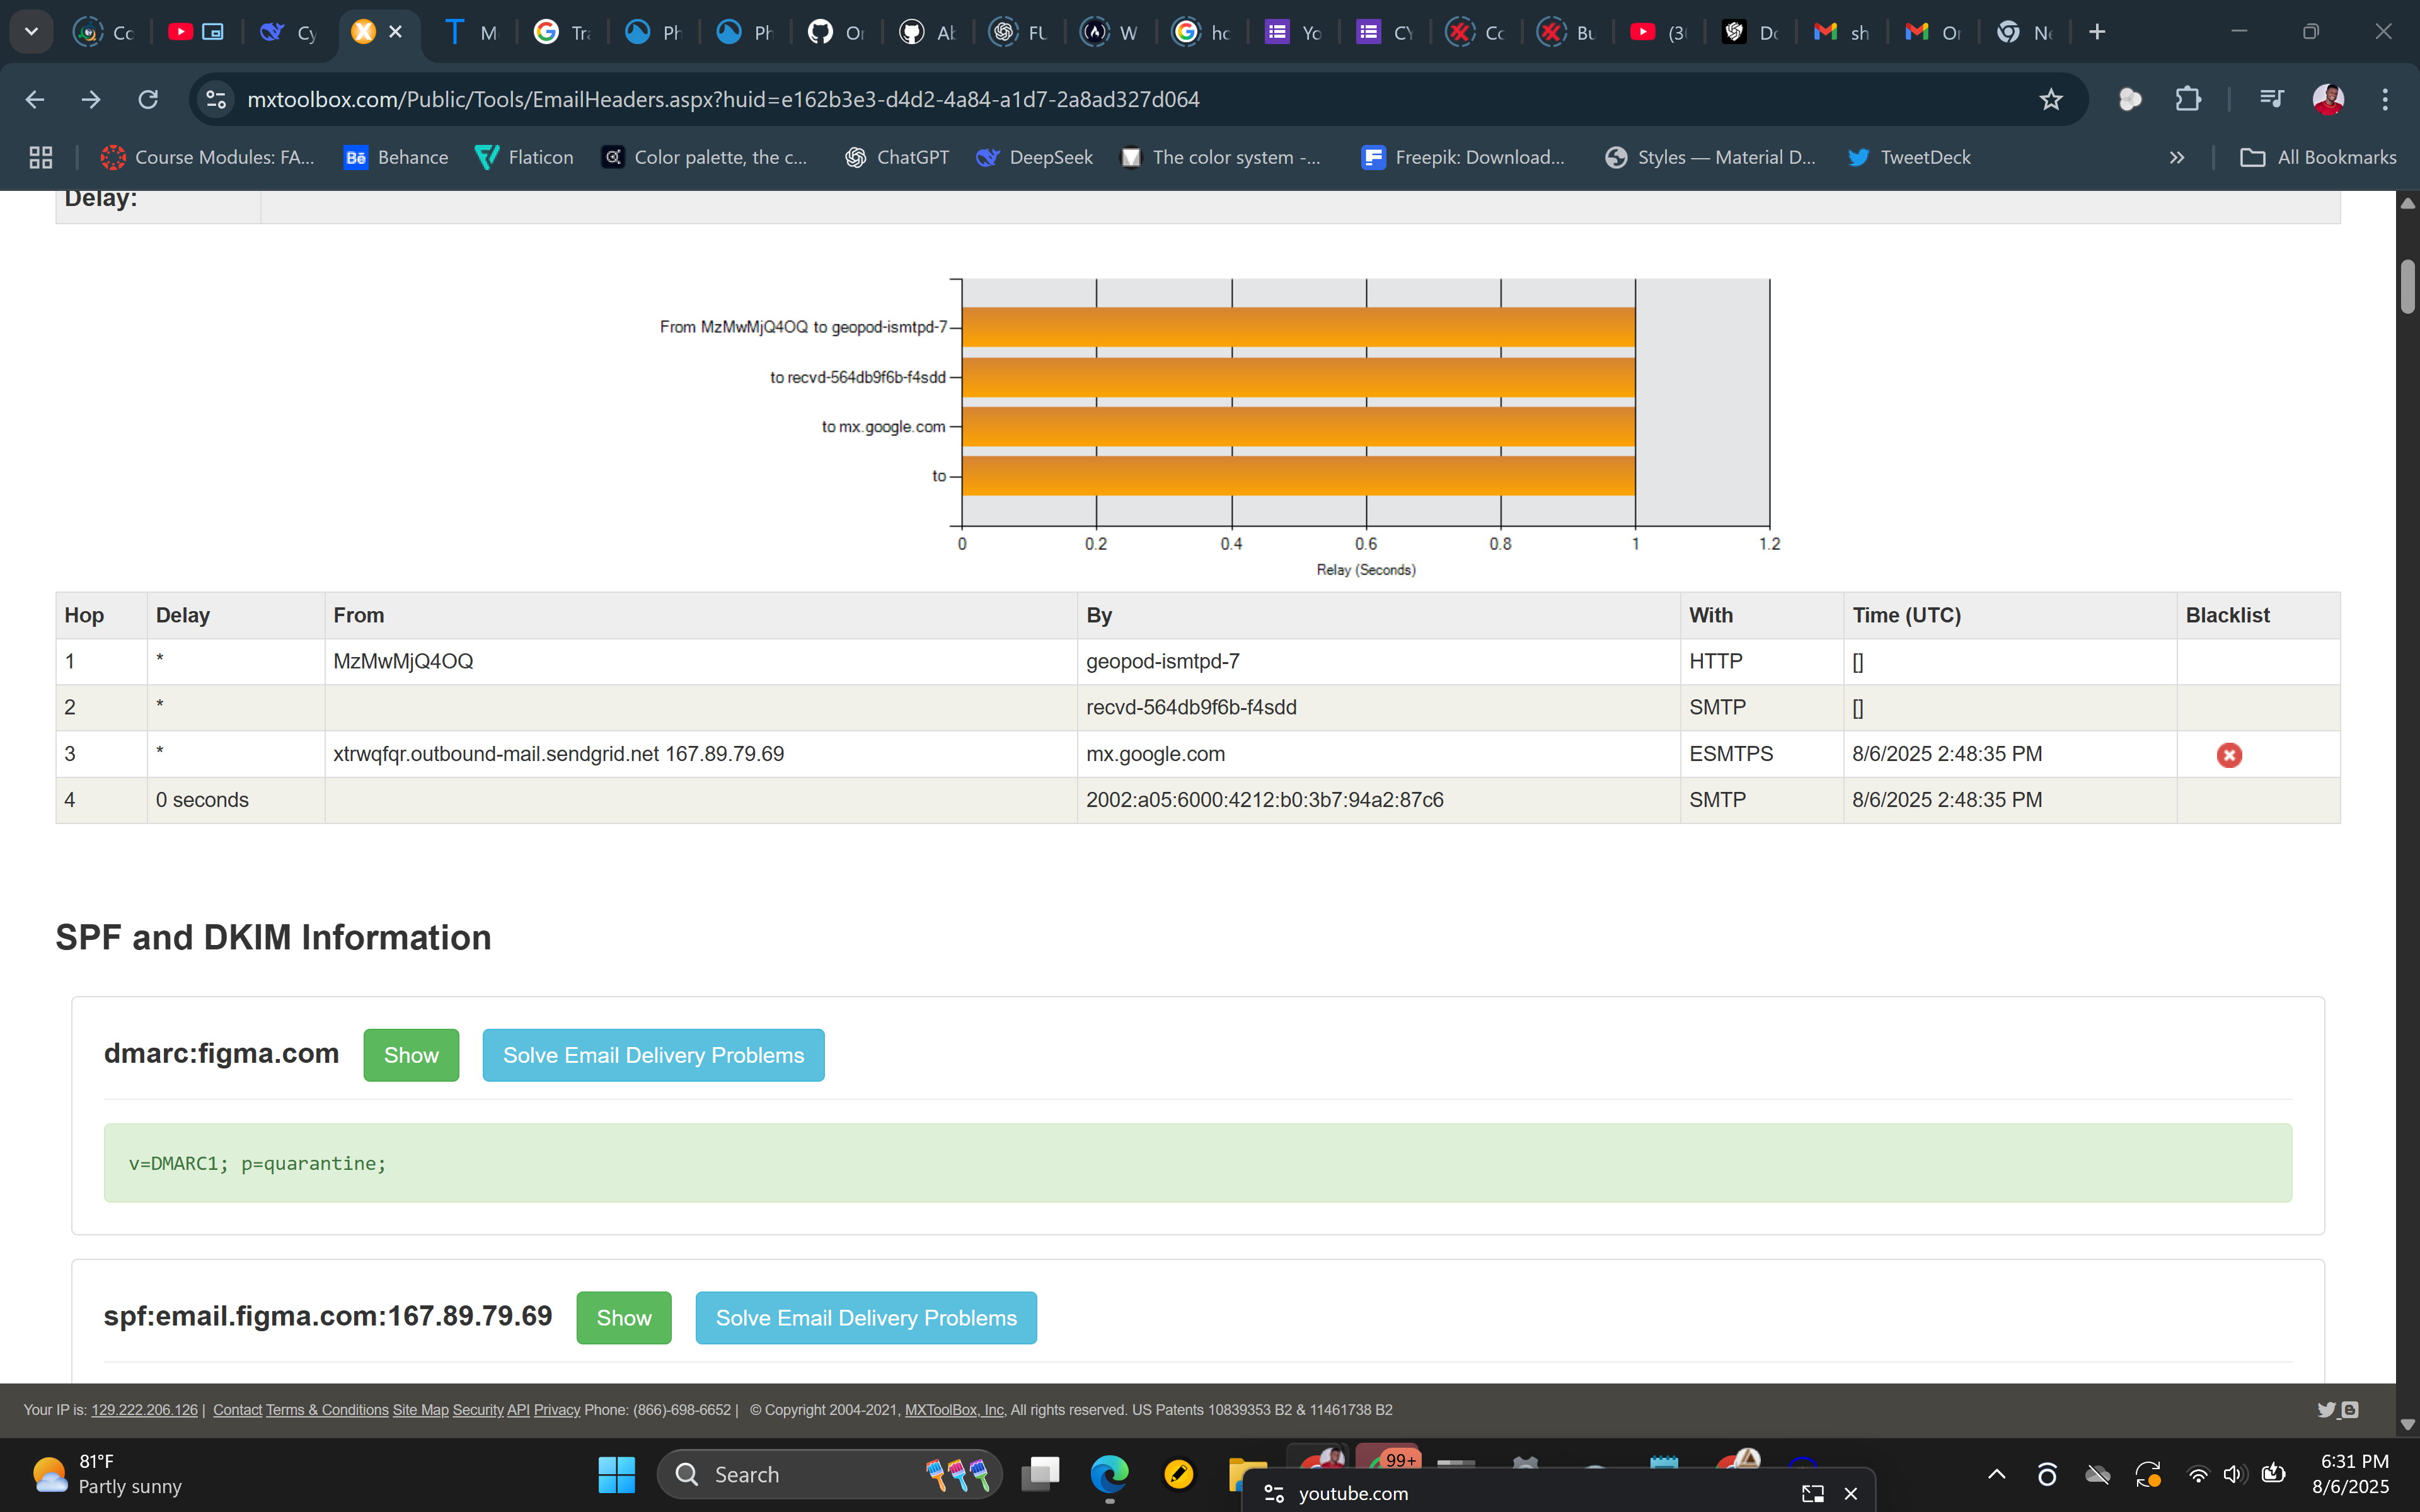 Cc
Cy
M
Tra
Ph
Ph
Or
Ab
FU
W
ho
Yo
CY
Cc
Bu
(3
Do
sh
Or
Ne
mxtoolbox.com/Public/Tools/EmailHeaders.aspx?huid=e162b3e3-d4d2-4a84-a1d7-2a8ad327d064
Course Modules: FA...
Behance
Flaticon
Color palette, the c...
ChatGPT
DeepSeek
The color system -...
Freepik: Download...
Styles — Material D...
TweetDeck
All Bookmarks
Delay:
From MzMwMjQ4OQ to geopod-ismtpd-7
to recvd-564db9f6b-f4sdd
to mx.google.com
to
0 0.2 0.4 0.6 0.8 1 1.2
Relay (Seconds)
Hop Delay From By With Time (UTC) Blacklist
1 * MzMwMjQ4OQ geopod-ismtpd-7 HTTP []
2 * recvd-564db9f6b-f4sdd SMTP []
3 * xtrwqfqr.outbound-mail.sendgrid.net 167.89.79.69 mx.google.com ESMTPS 8/6/2025 2:48:35 PM
4 0 seconds 2002:a05:6000:4212:b0:3b7:94a2:87c6 SMTP 8/6/2025 2:48:35 PM
SPF and DKIM Information
dmarc:figma.com Show Solve Email Delivery Problems
v=DMARC1; p=quarantine;
spf:email.figma.com:167.89.79.69 Show Solve Email Delivery Problems
Your IP is: 129.222.206.126 | Contact Terms & Conditions Site Map Security API Privacy Phone: (866)-698-6652 | © Copyright 2004-2021, MXToolBox, Inc, All rights reserved. US Patents 10839353 B2 & 11461738 B2
81°F
Partly sunny
Search
99+
youtube.com
6:31 PM
8/6/2025